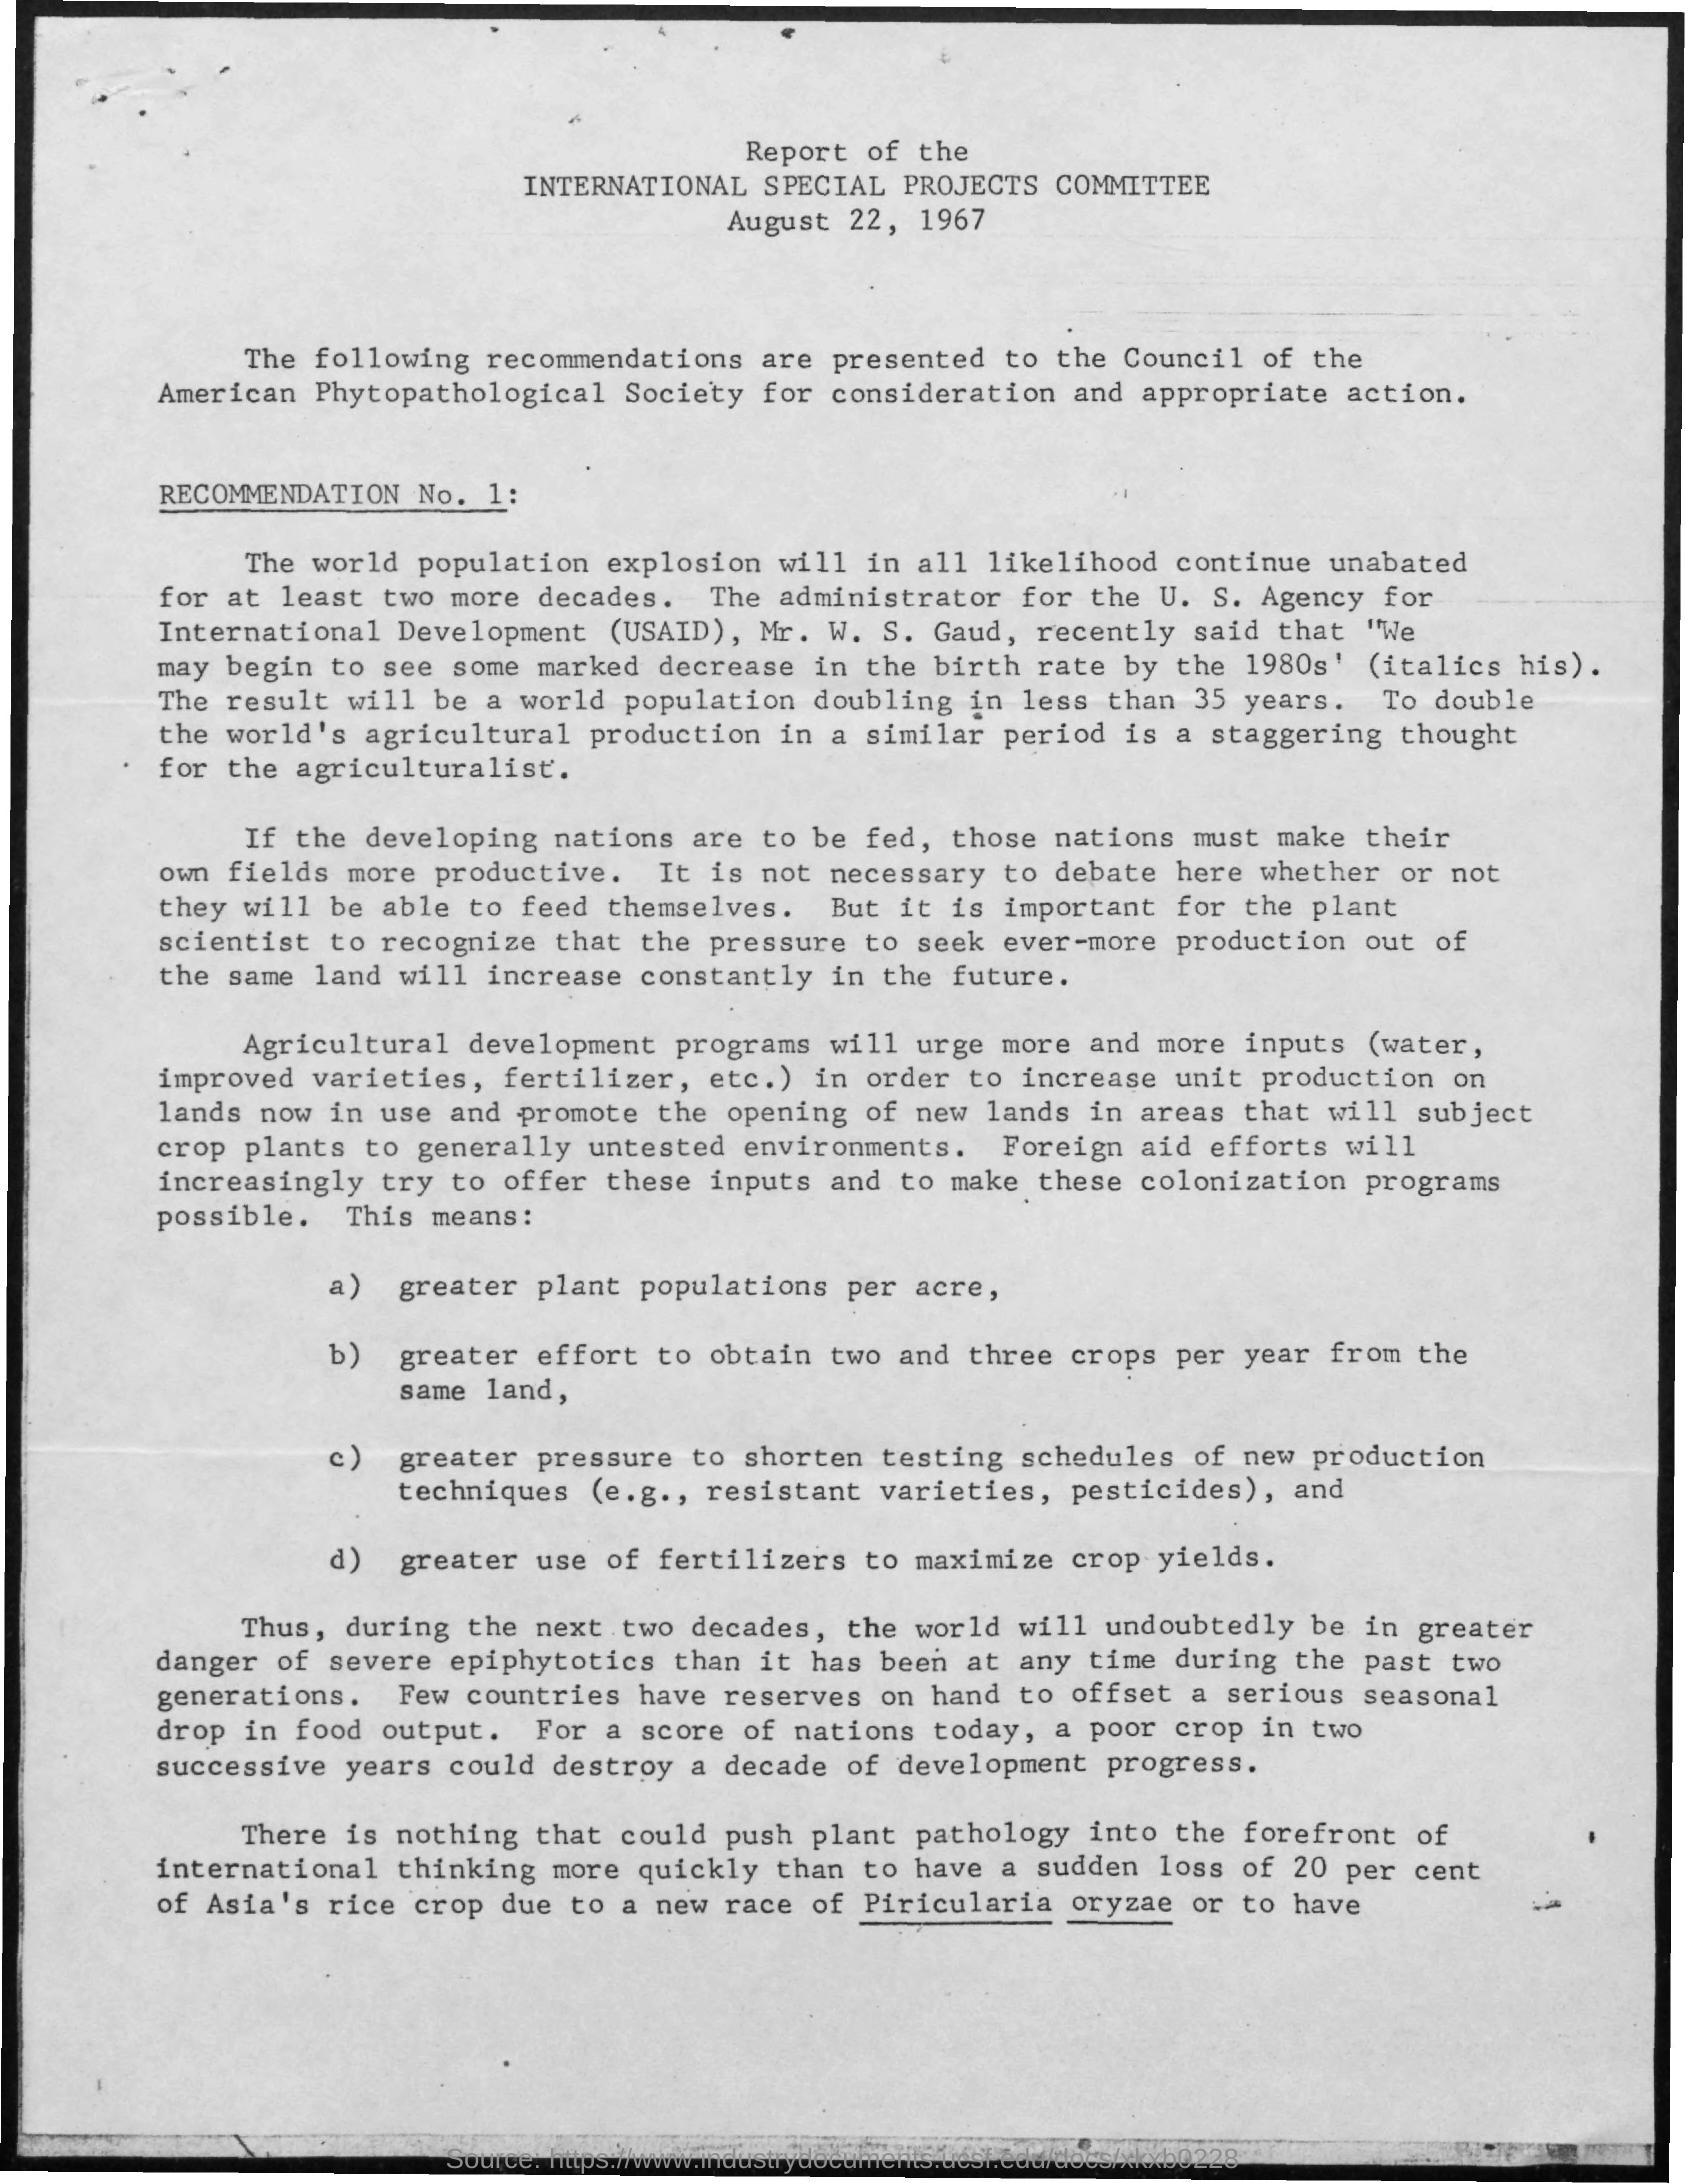 Report of the
INTERNATIONAL SPECIAL PROJECTS COMMITTEE
August 22, 1967
The following recommendations are presented to the Council of the
American Phytopathological Society for consideration and appropriate action.
RECOMMENDATION No. 1:
The world population explosion will in all likelihood continue unabated
for at least two more decades. The administrator for the U. S. Agency for
International Development (USAID), Mr. W. S. Gaud, recently said that "We
may begin to see some marked decrease in the birth rate by the 1980s' (italics his).
The result will be a world population doubling in less than 35 years. To double
the world's agricultural production in a similar period is a staggering thought
for the agriculturalist.
If the developing nations are to be fed, those nations must make their
own fields more productive. It is not necessary to debate here whether or not
they will be able to feed themselves. But it is important for the plant
scientist to recognize that the pressure to seek ever-more production out of
the same land will increase constantly in the future.
Agricultural development programs will urge more and more inputs (water,
improved varieties, fertilizer, etc.) in order to increase unit production on
lands now in use and promote the opening of new lands in areas that will subject
crop plants to generally untested environments. Foreign aid efforts will
increasingly try to offer these inputs and to make these colonization programs
possible. This means:
a) greater plant populations per acre,
b) greater effort to obtain two and three crops per year from the
same land,
c) greater pressure to shorten testing schedules of new production
techniques (e.g., resistant varieties, pesticides), and
d) greater use of fertilizers to maximize crop yields.
Thus, during the next two decades, the world will undoubtedly be in greater
danger of severe epiphytotics than it has been at any time during the past two
generations. Few countries have reserves on hand to offset a serious seasonal
drop in food output. For a score of nations today, a poor crop in two
successive years could destroy a decade of development progress.
There is nothing that could push plant pathology into the forefront of
international thinking more quickly than to have a sudden loss of 20 per cent
of Asia's rice crop due to a new race of Piricularia oryzae or to have
Source: https://www.industrydocuments.ucsf.edu/docs/xkxb0228